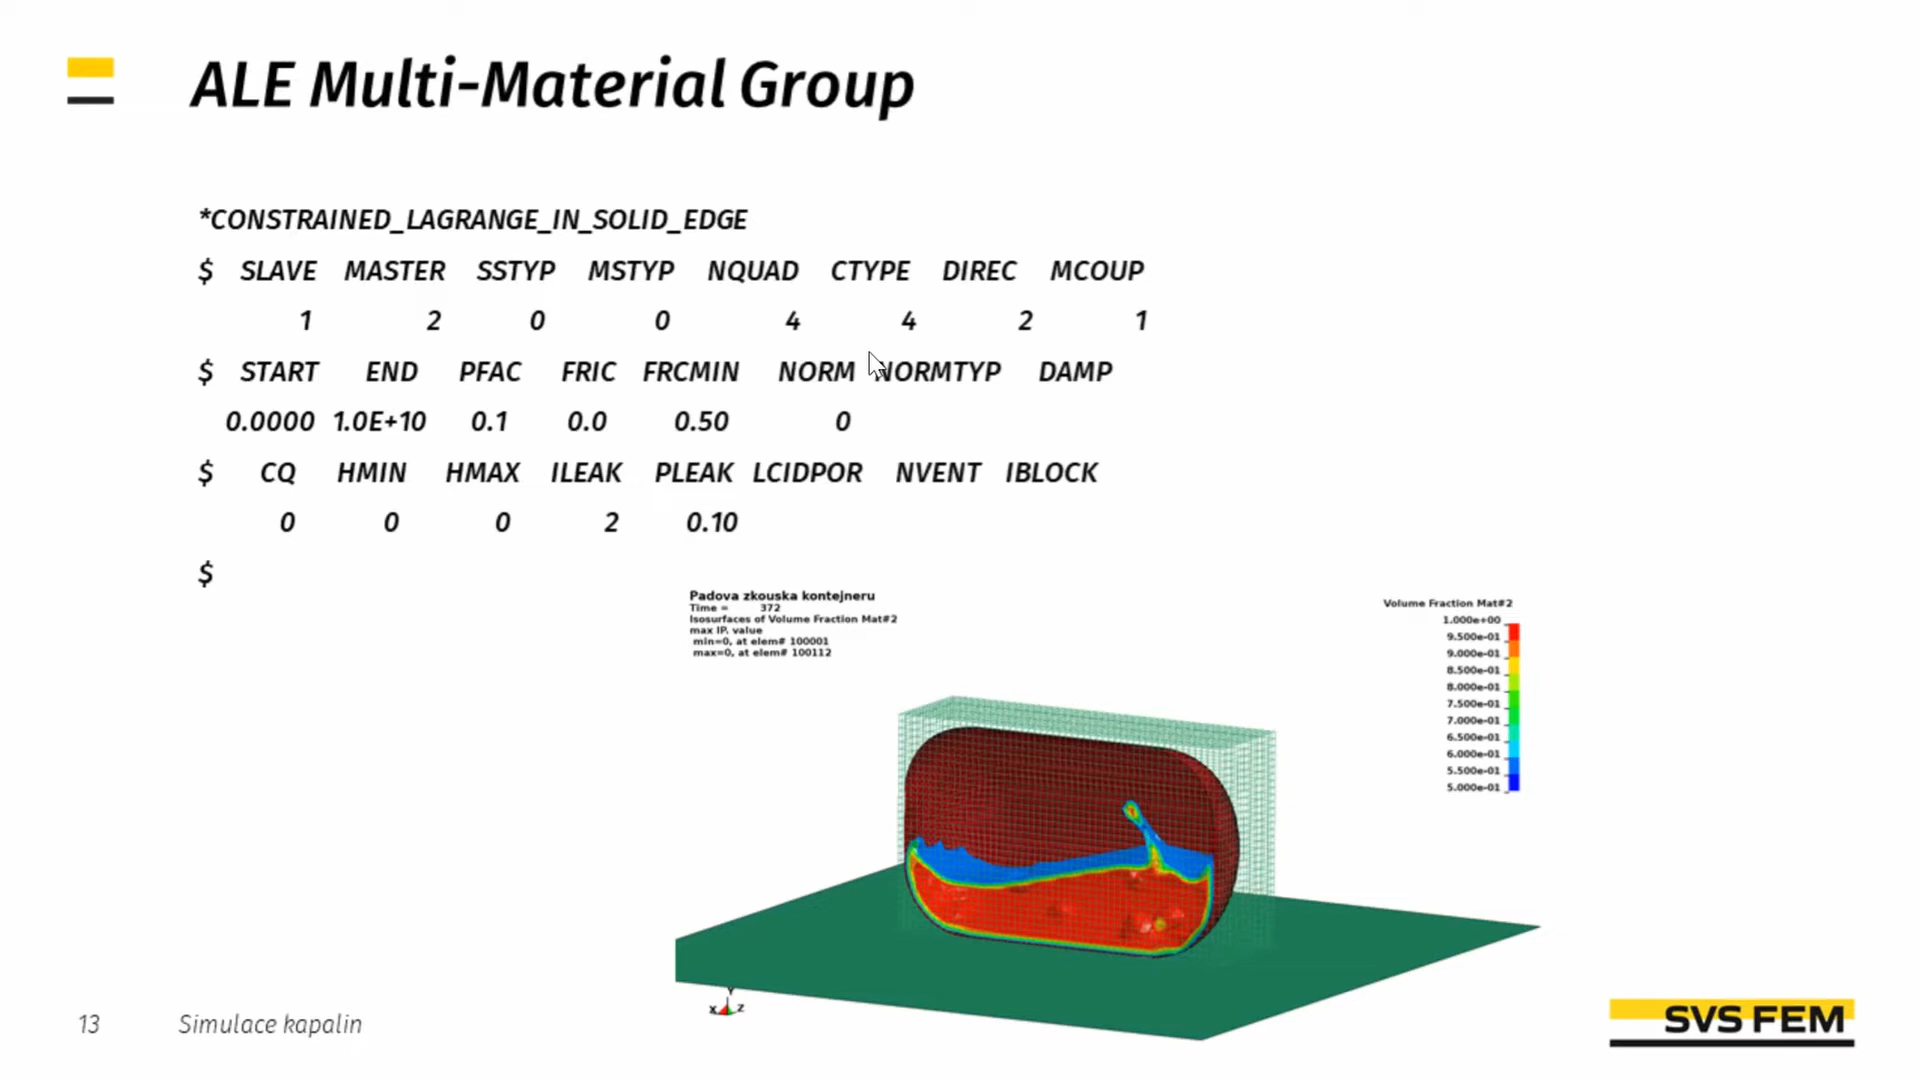 ALE Multi-Material Group
*CONSTRAINED_LAGRANGE_IN_SOLID_EDGE
$ SLAVE MASTER SSTYP MSTYP NQUAD CTYPE DIREC MCOUP
1 2 0 0 4 4 2 1
$ START END PFAC FRIC FRCMIN NORM NORMTYP DAMP
0.0000 1.0E+10 0.1 0.0 0.50 0
$ CQ HMIN HMAX ILEAK PLEAK LCIDPOR NVENT IBLOCK
0 0 0 2 0.10
$
Padova zkouska kontejneru
Time = 372
Isosurfaces of Volume Fraction Mat#2
max IP. value
min=0, at elem# 100001
max=0, at elem# 100112
Volume Fraction Mat#2
1.000e+00
9.500e-01
9.000e-01
8.500e-01
8.000e-01
7.500e-01
7.000e-01
6.500e-01
6.000e-01
5.500e-01
5.000e-01
Y
X Z
13 Simulace kapalin
SVS FEM